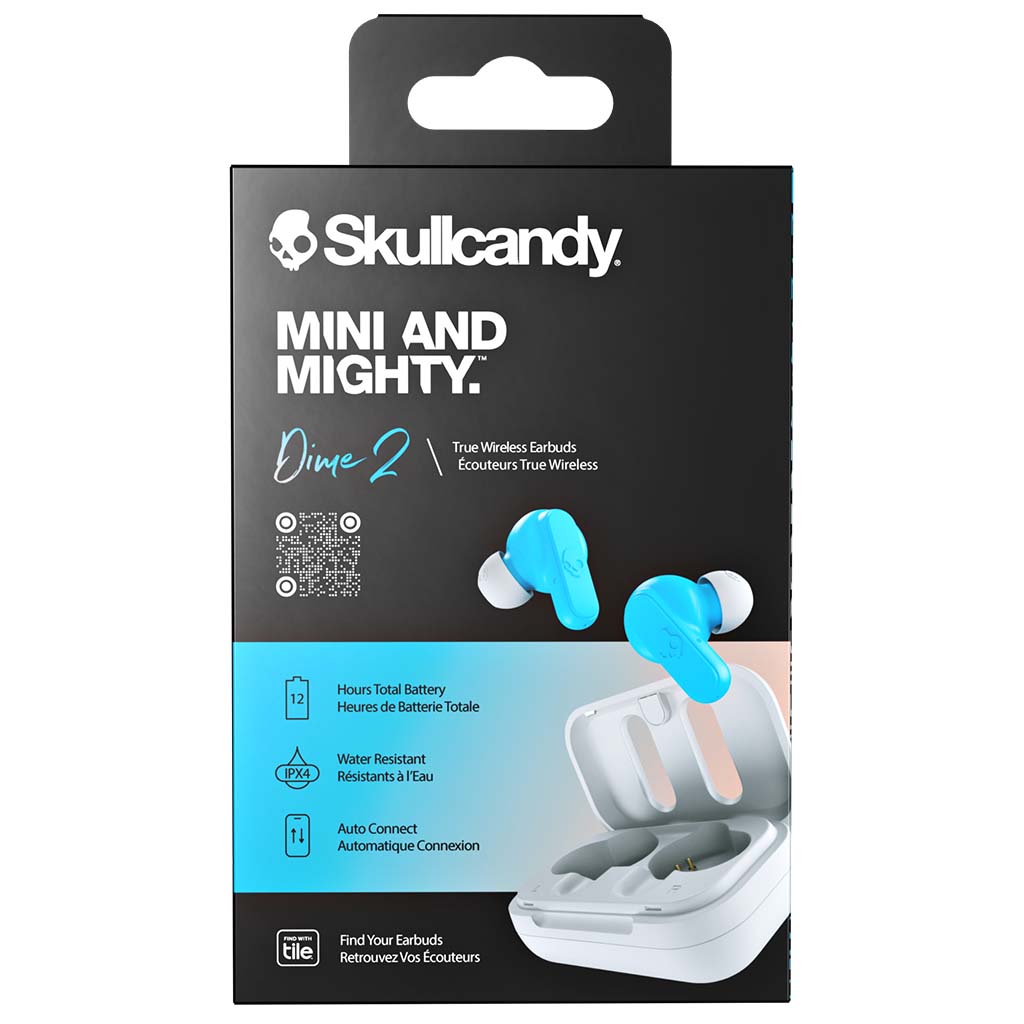 Skullcandy®
MINI AND
MIGHTY.™
Dime 2
True Wireless Earbuds
Écouteurs True Wireless
12
Hours Total Battery
Heures de Batterie Totale
IPX4
Water Resistant
Résistants à l'Eau
Auto Connect
Automatique Connexion
FIND WITH
tile
Find Your Earbuds
Retrouvez Vos Écouteurs